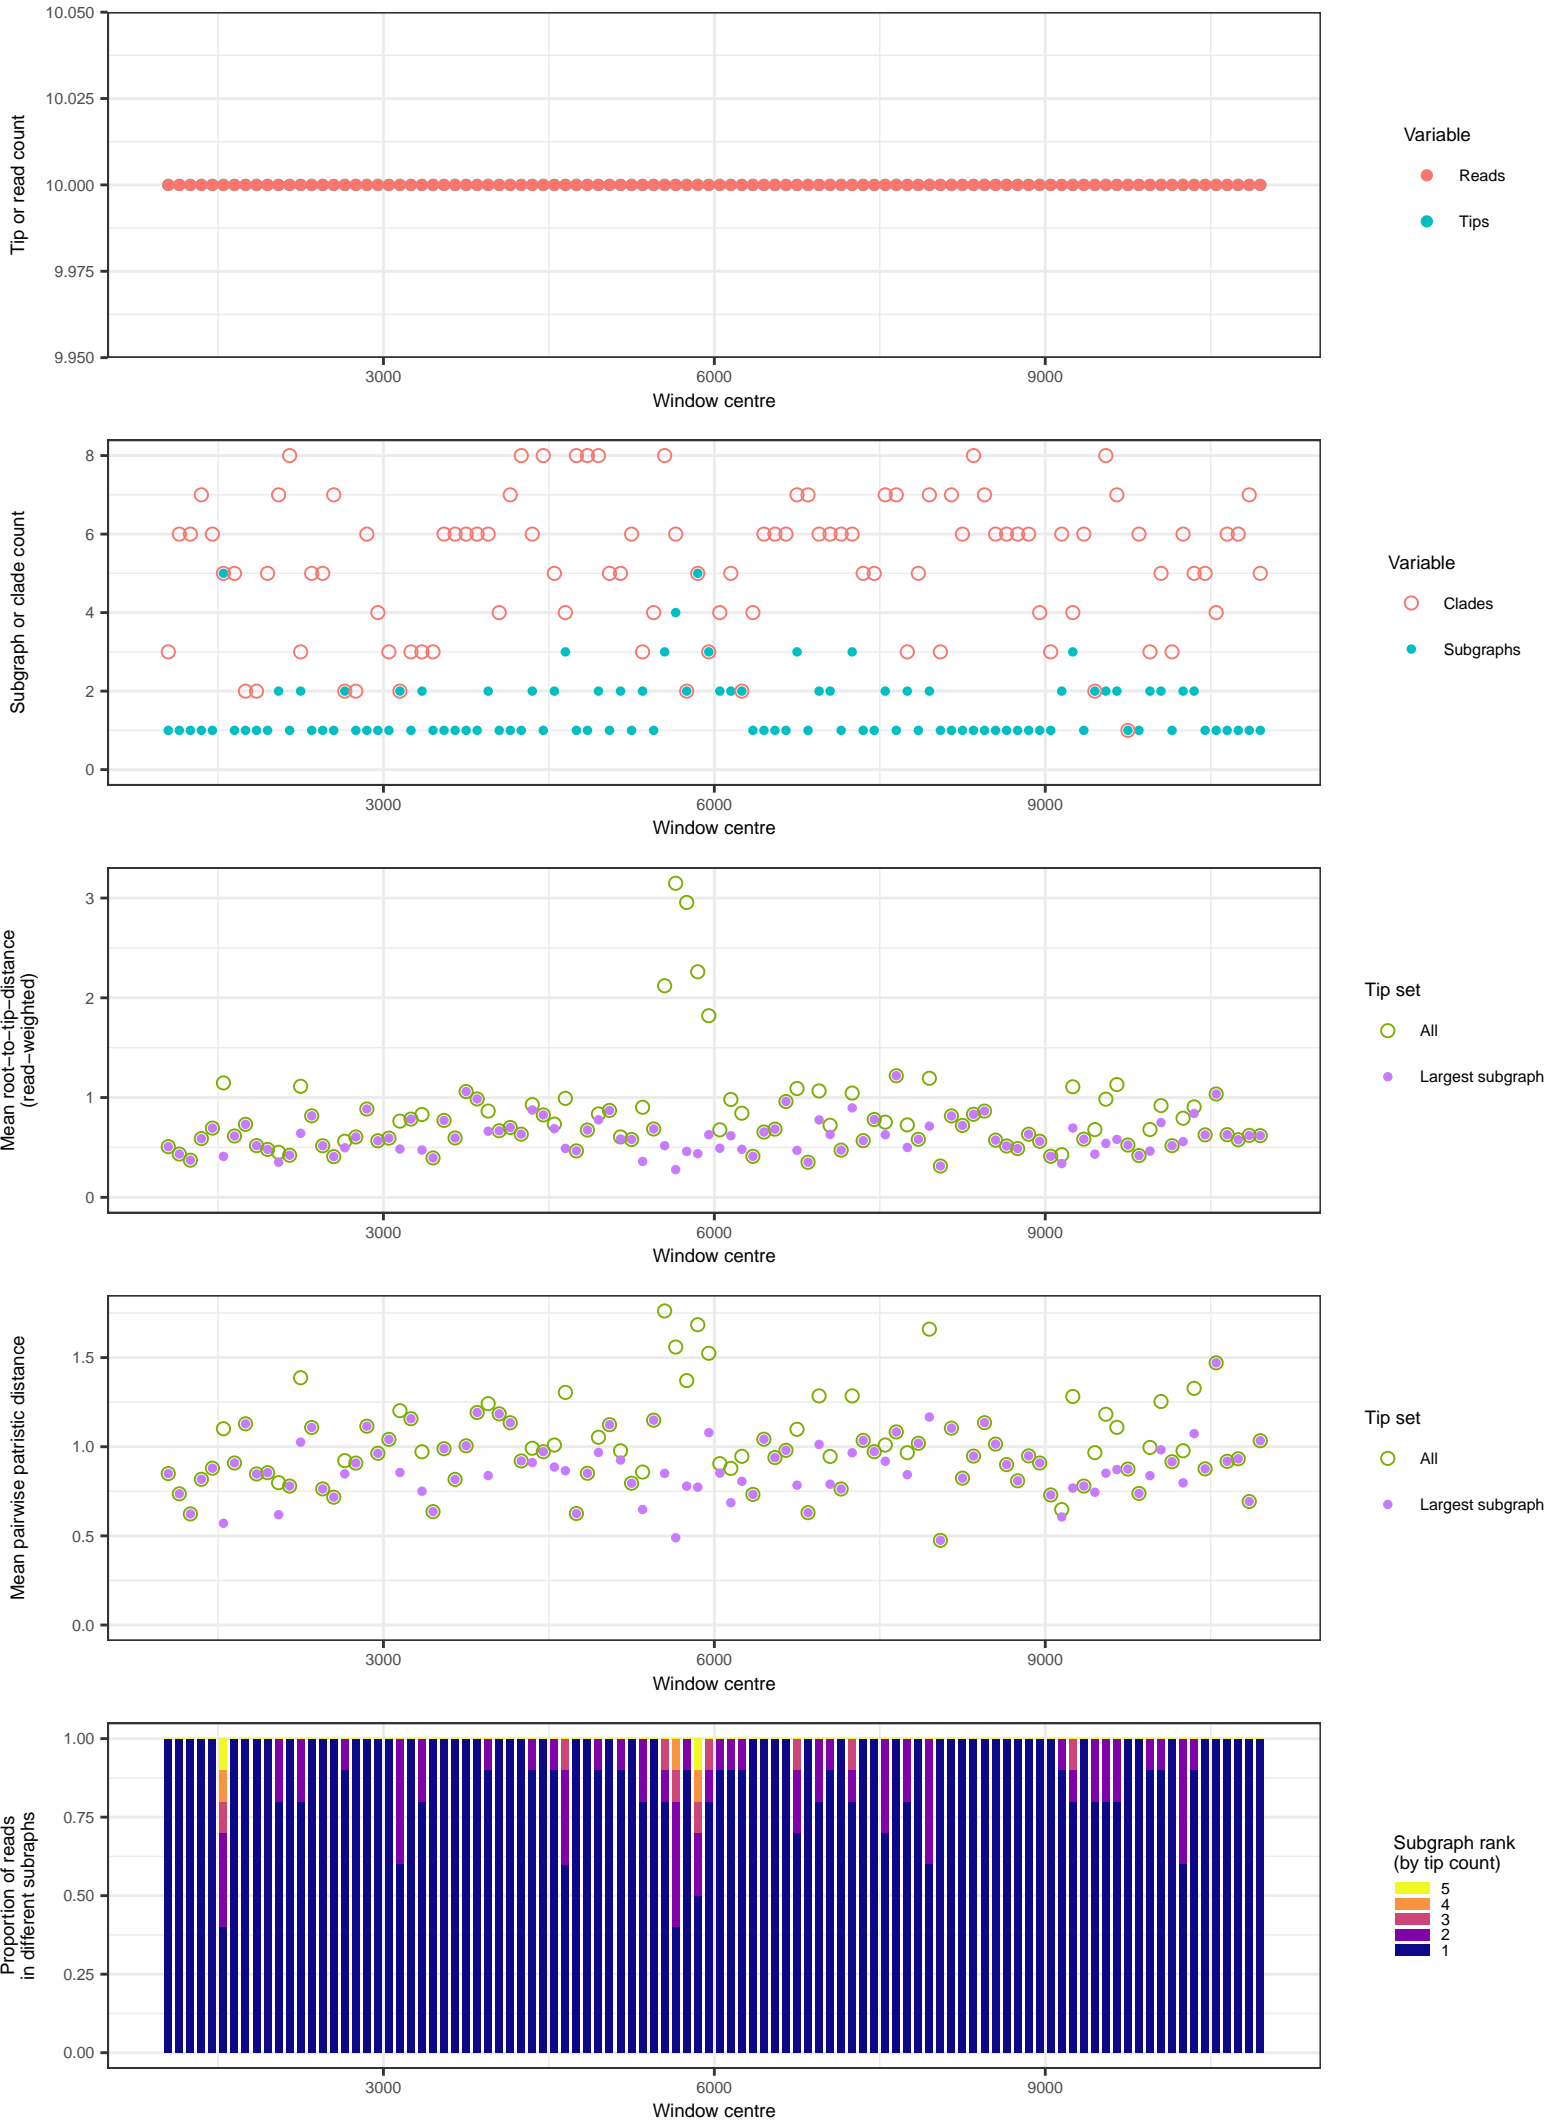 10.050
10.025
10.000
9.975
9.950
Tip or read count
3000
6000
9000
Window centre
Variable
Reads
Tips
8
6
4
2
0
Subgraph or clade count
3000
6000
9000
Window centre
Variable
Clades
Subgraphs
3
2
1
0
Mean root−to−tip−distance
(read−weighted)
3000
6000
9000
Window centre
Tip set
All
Largest subgraph
1.5
1.0
0.5
0.0
Mean pairwise patristic distance
3000
6000
9000
Window centre
Tip set
All
Largest subgraph
1.00
0.75
0.50
0.25
0.00
Proportion of reads
in different subraphs
3000
6000
9000
Window centre
Subgraph rank
(by tip count)
5
4
3
2
1